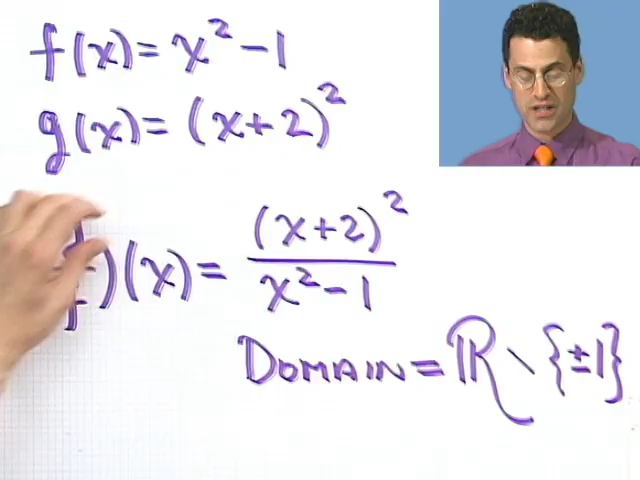 f(x) = x² - 1
g(x) = (x + 2)²
)(x) = (x + 2)² / x² - 1
DOMAIN = ℝ \ {±1}